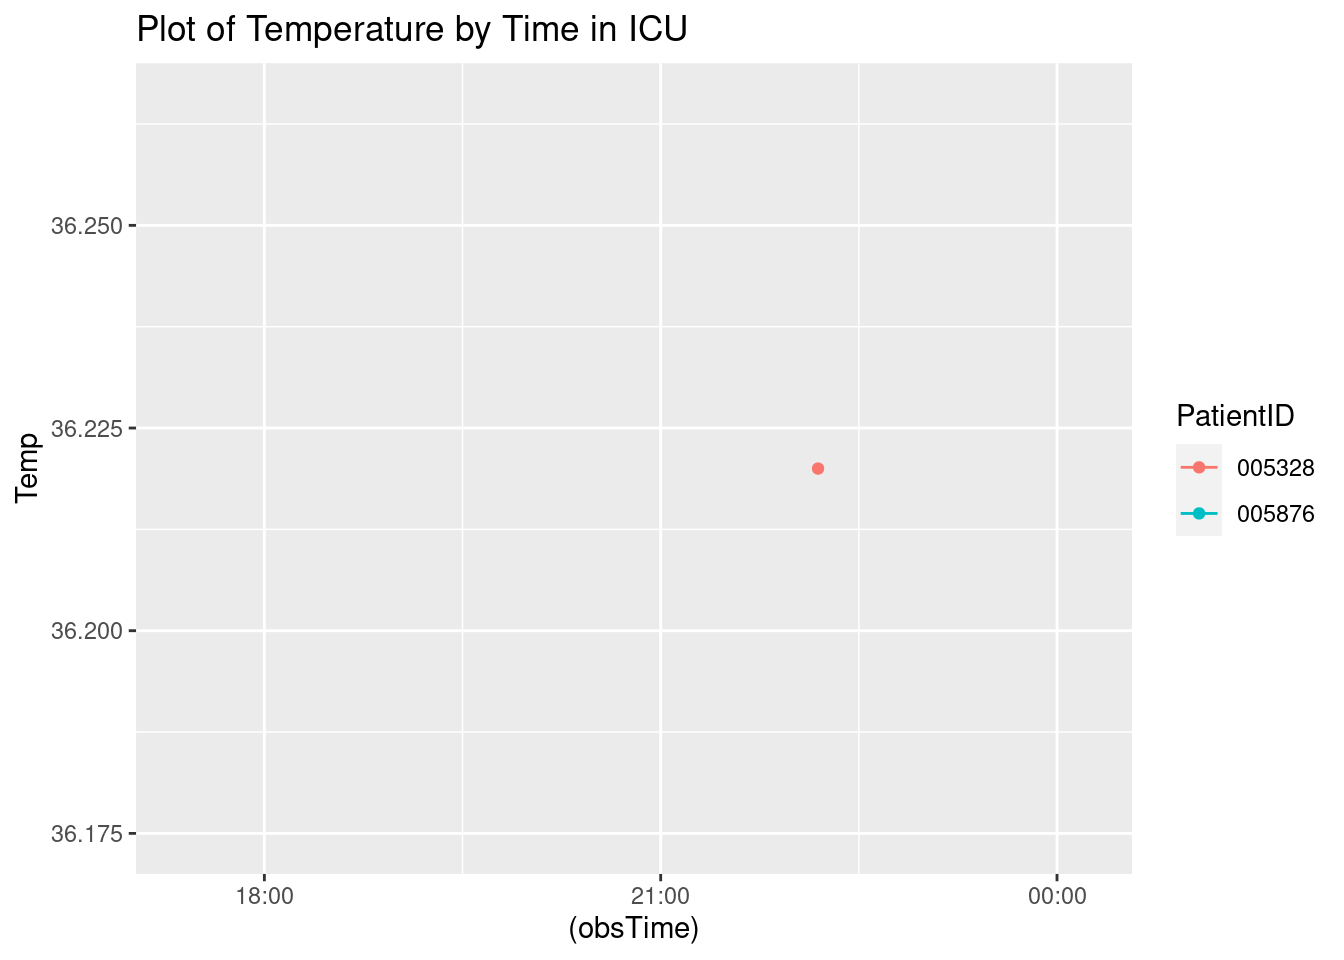 Plot of Temperature by Time in ICU
36.250
36.225
36.200
36.175
Temp
18:00 21:00 00:00
(obsTime)
PatientID
005328
005876